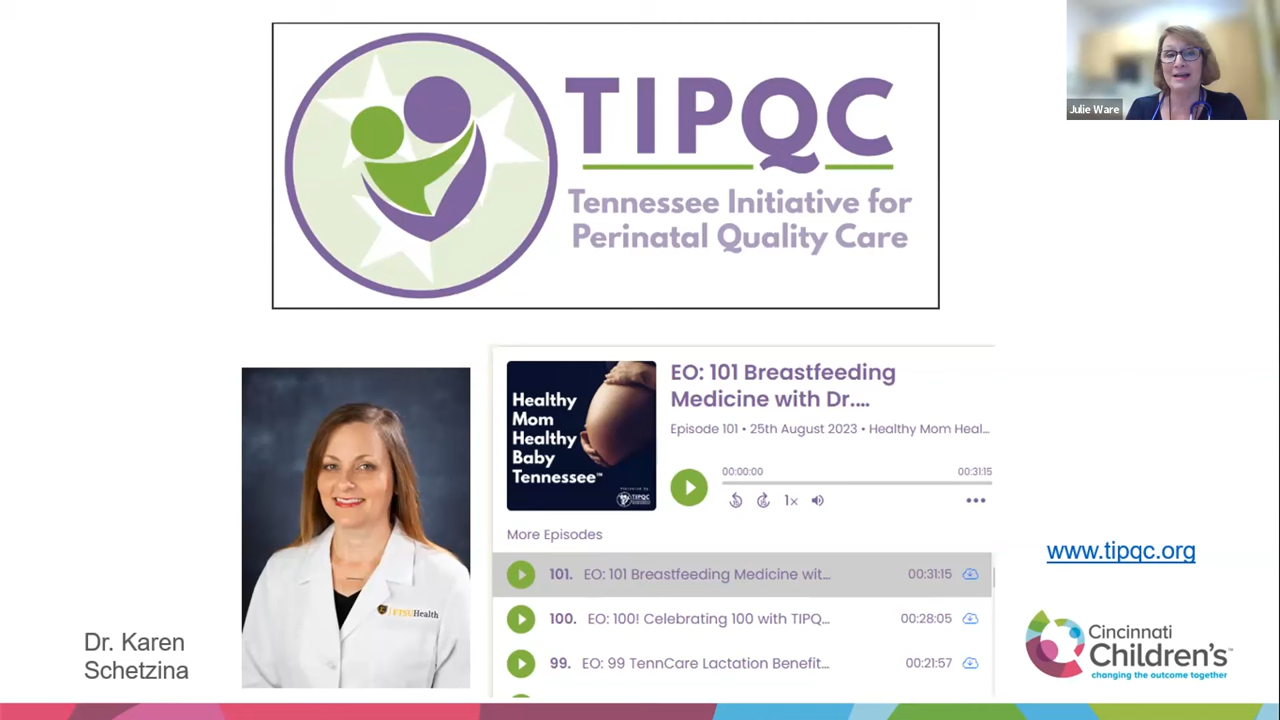 TIPQC
Tennessee Initiative for
Perinatal Quality Care
Julie Ware
Healthy
Mom
Healthy
Baby
Tennessee™
TIPQC
EO: 101 Breastfeeding
Medicine with Dr....
Episode 101 • 25th August 2023 • Healthy Mom Heal...
00:00:00
00:31:15
1x
More Episodes
101. EO: 101 Breastfeeding Medicine wit... 00:31:15
100. EO: 100! Celebrating 100 with TIPQ... 00:28:05
99. EO: 99 TennCare Lactation Benefit... 00:21:57
ETSU Health
Dr. Karen
Schetzina
www.tipqc.org
Cincinnati
Children's™
changing the outcome together